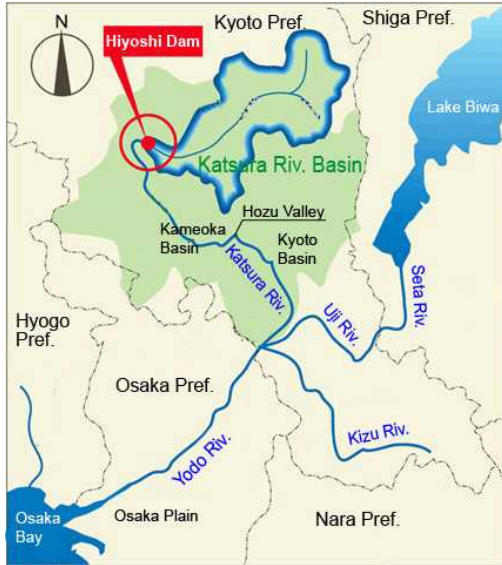 Kyoto Pref.
Shiga Pref.
N
Hiyoshi Dam
Lake Biwa
Katsura Riv. Basin
Hozu Valley
Kameoka
Basin
Kyoto
Basin
Katsura
Riv.
Seta Riv.
Uji Riv.
Hyogo
Pref.
Osaka Pref.
Kizu Riv.
Yodo Riv.
Osaka
Bay
Osaka Plain
Nara Pref.